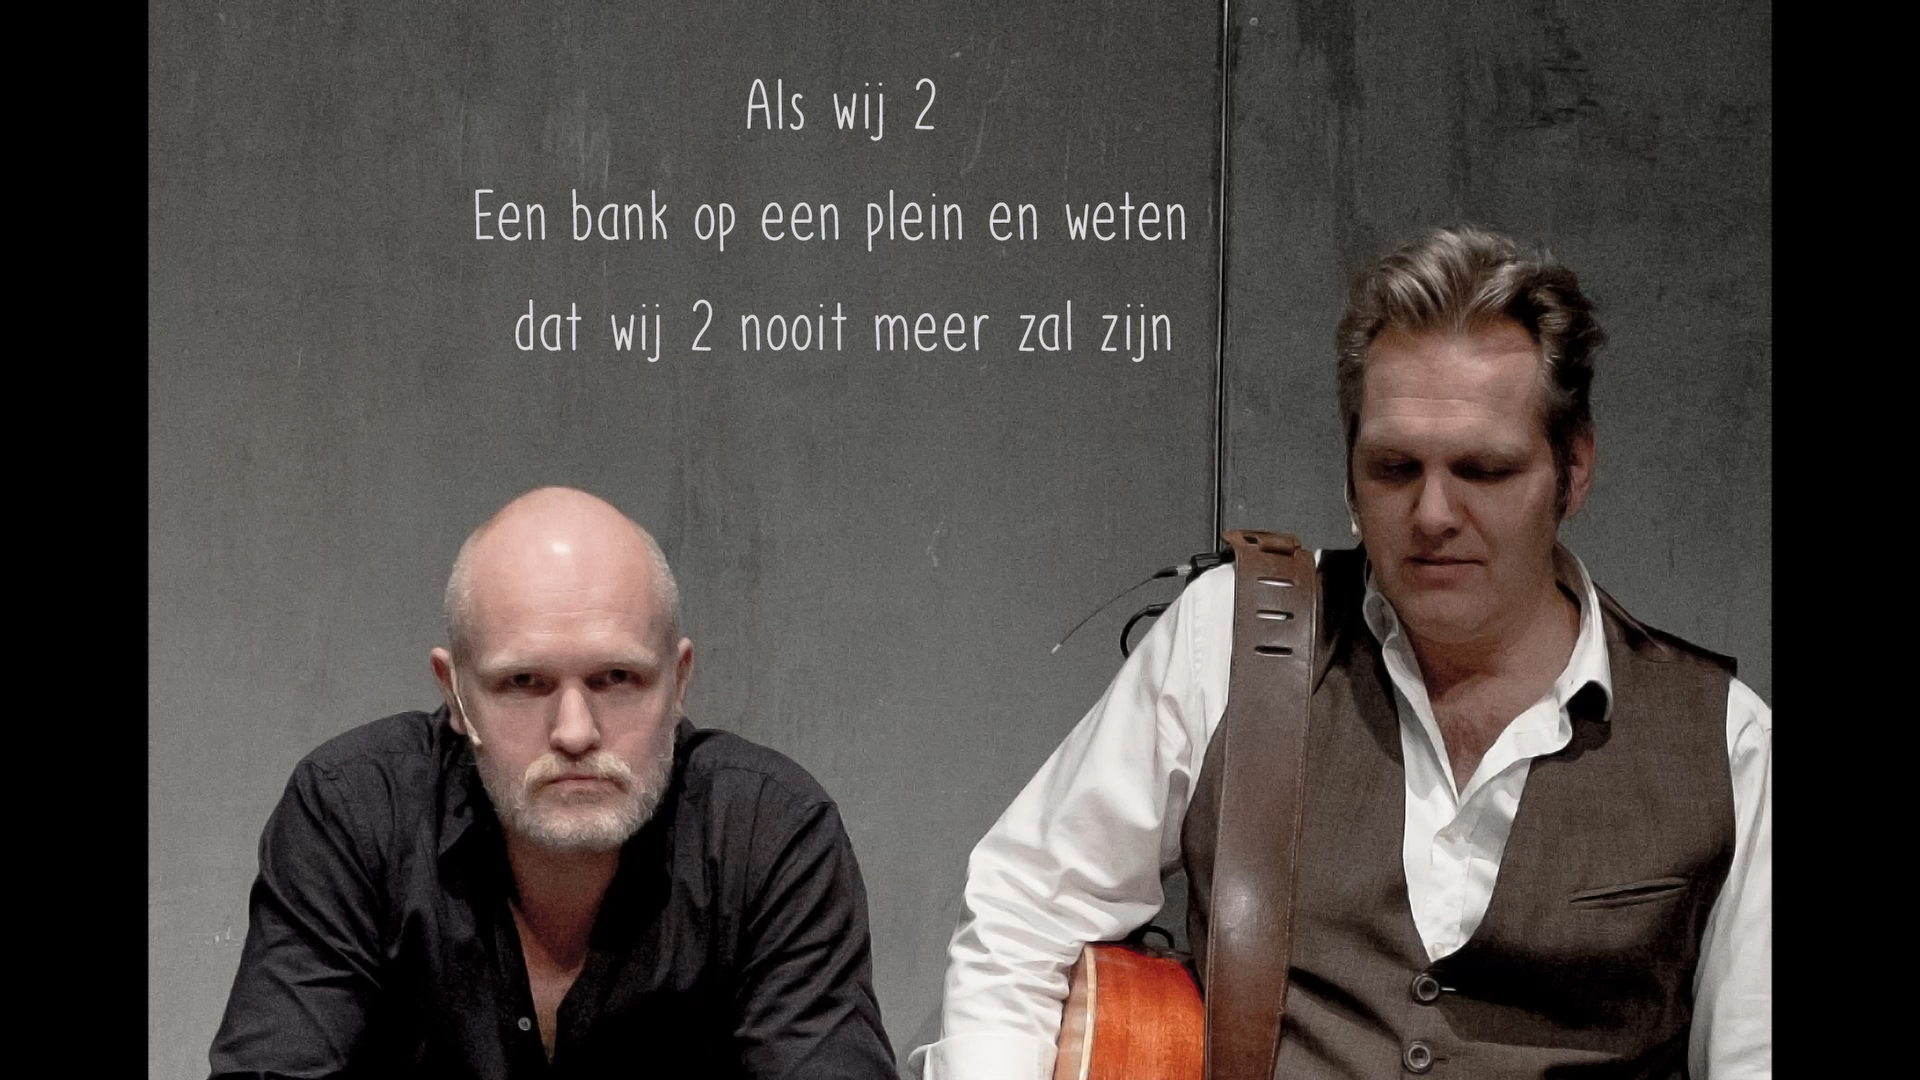 Als wij 2
Een bank op een plein en weten
dat wij 2 nooit meer zal zijn